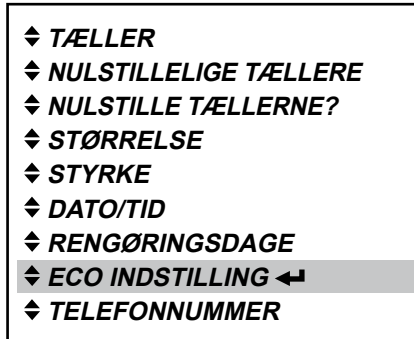 TÆLLER
NULSTILLELIGE TÆLLERE
NULSTILLE TÆLLERNE?
STØRRELSE
STYRKE
DATO/TID
RENGØRINGSDAGE
ECO INDSTILLING
TELEFONNUMMER